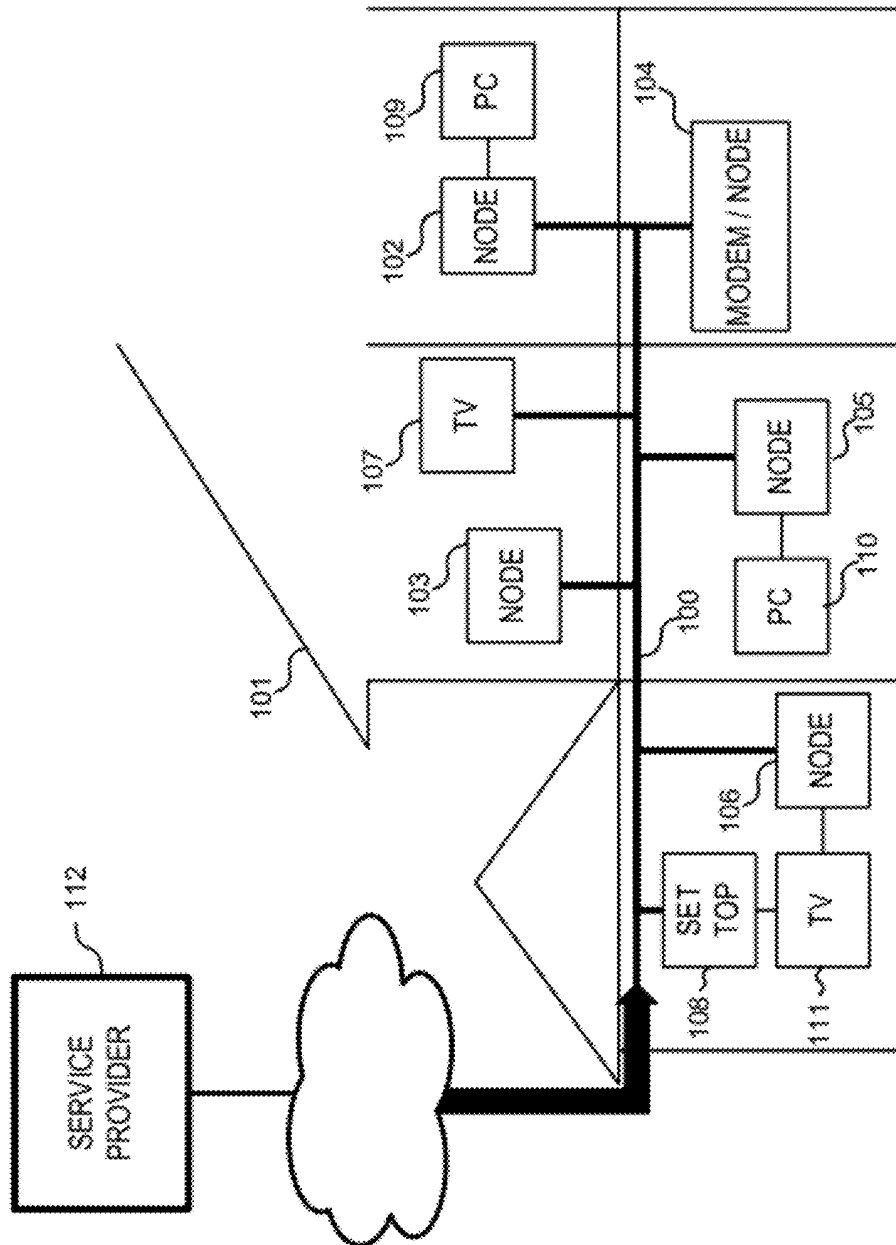 SERVICE
PROVIDER
112
101
109
PC
102
NODE
107
TV
103
NODE
104
MODEM / NODE
105
NODE
110
PC
100
106
NODE
108
SET
TOP
111
TV